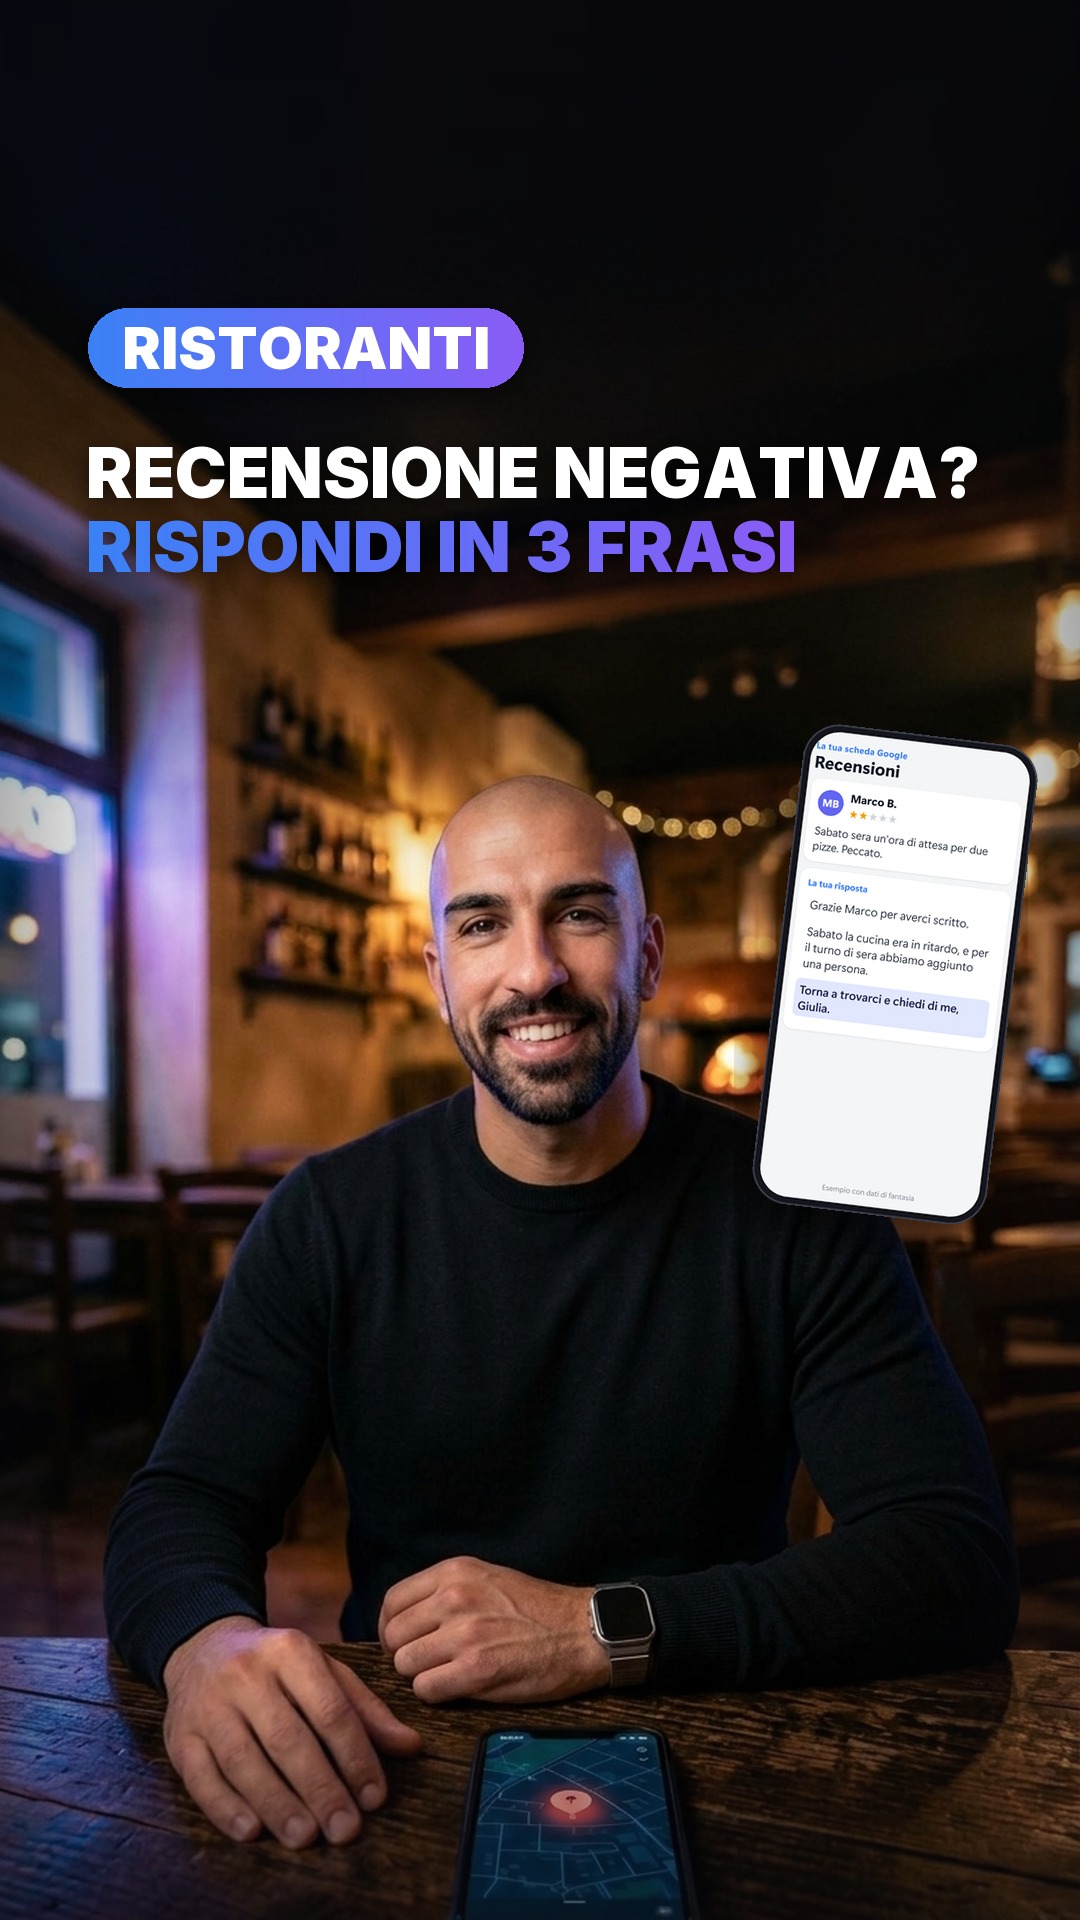 RISTORANTI
RECENSIONE NEGATIVA?
RISPONDI IN 3 FRASI
La tua scheda Google
Recensioni
MB
Marco B.
Sabato sera un'ora di attesa per due
pizze. Peccato.
La tua risposta
Grazie Marco per averci scritto.
Sabato la cucina era in ritardo, e per
il turno di sera abbiamo aggiunto
una persona.
Torna a trovarci e chiedi di me,
Giulia.
Esempio con dati di fantasia